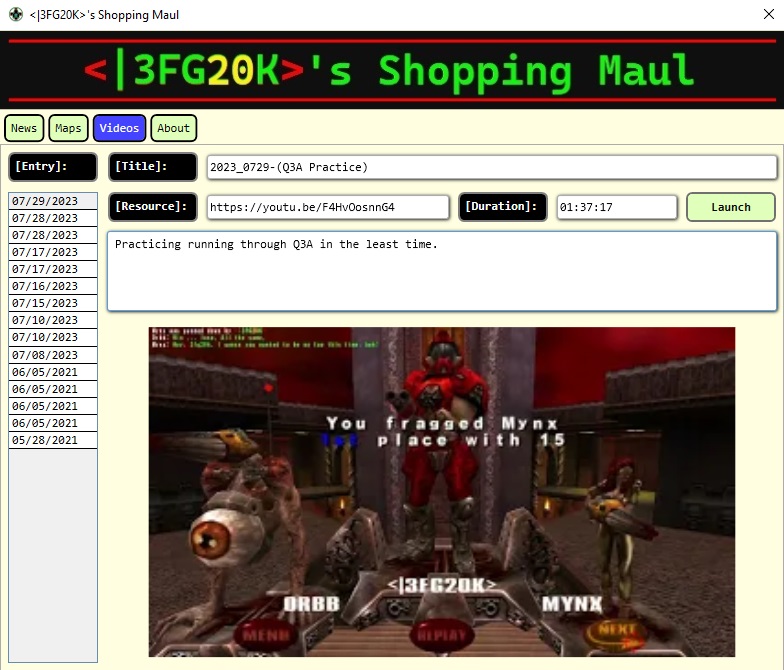 <|3FG20K>'s Shopping Maul
<|3FG20K>'s Shopping Maul
News Maps Videos About
[Entry]: [Title]: 2023_0729-(Q3A Practice)
07/29/2023
07/28/2023
07/28/2023
07/17/2023
07/17/2023
07/16/2023
07/15/2023
07/10/2023
07/10/2023
07/08/2023
06/05/2021
06/05/2021
06/05/2021
06/05/2021
05/28/2021
[Resource]: https://youtu.be/F4HvOosnnG4 [Duration]: 01:37:17 Launch
Practicing running through Q3A in the least time.
You fragged Mynx
1st place with 15
<|3FG20K>
ORBB MYNX
MENU REPLAY NEXT